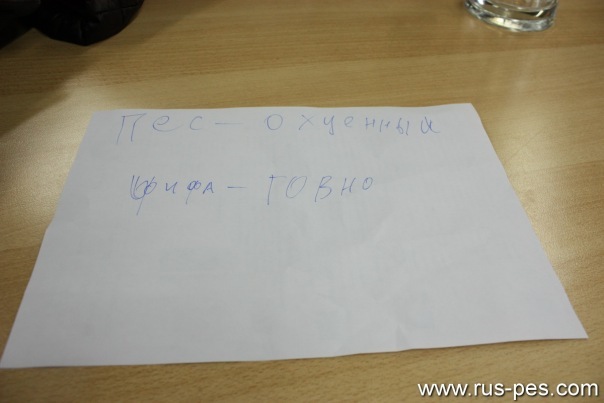 Пес - охуенный
фифа - ГОВНО
www.rus-pes.com